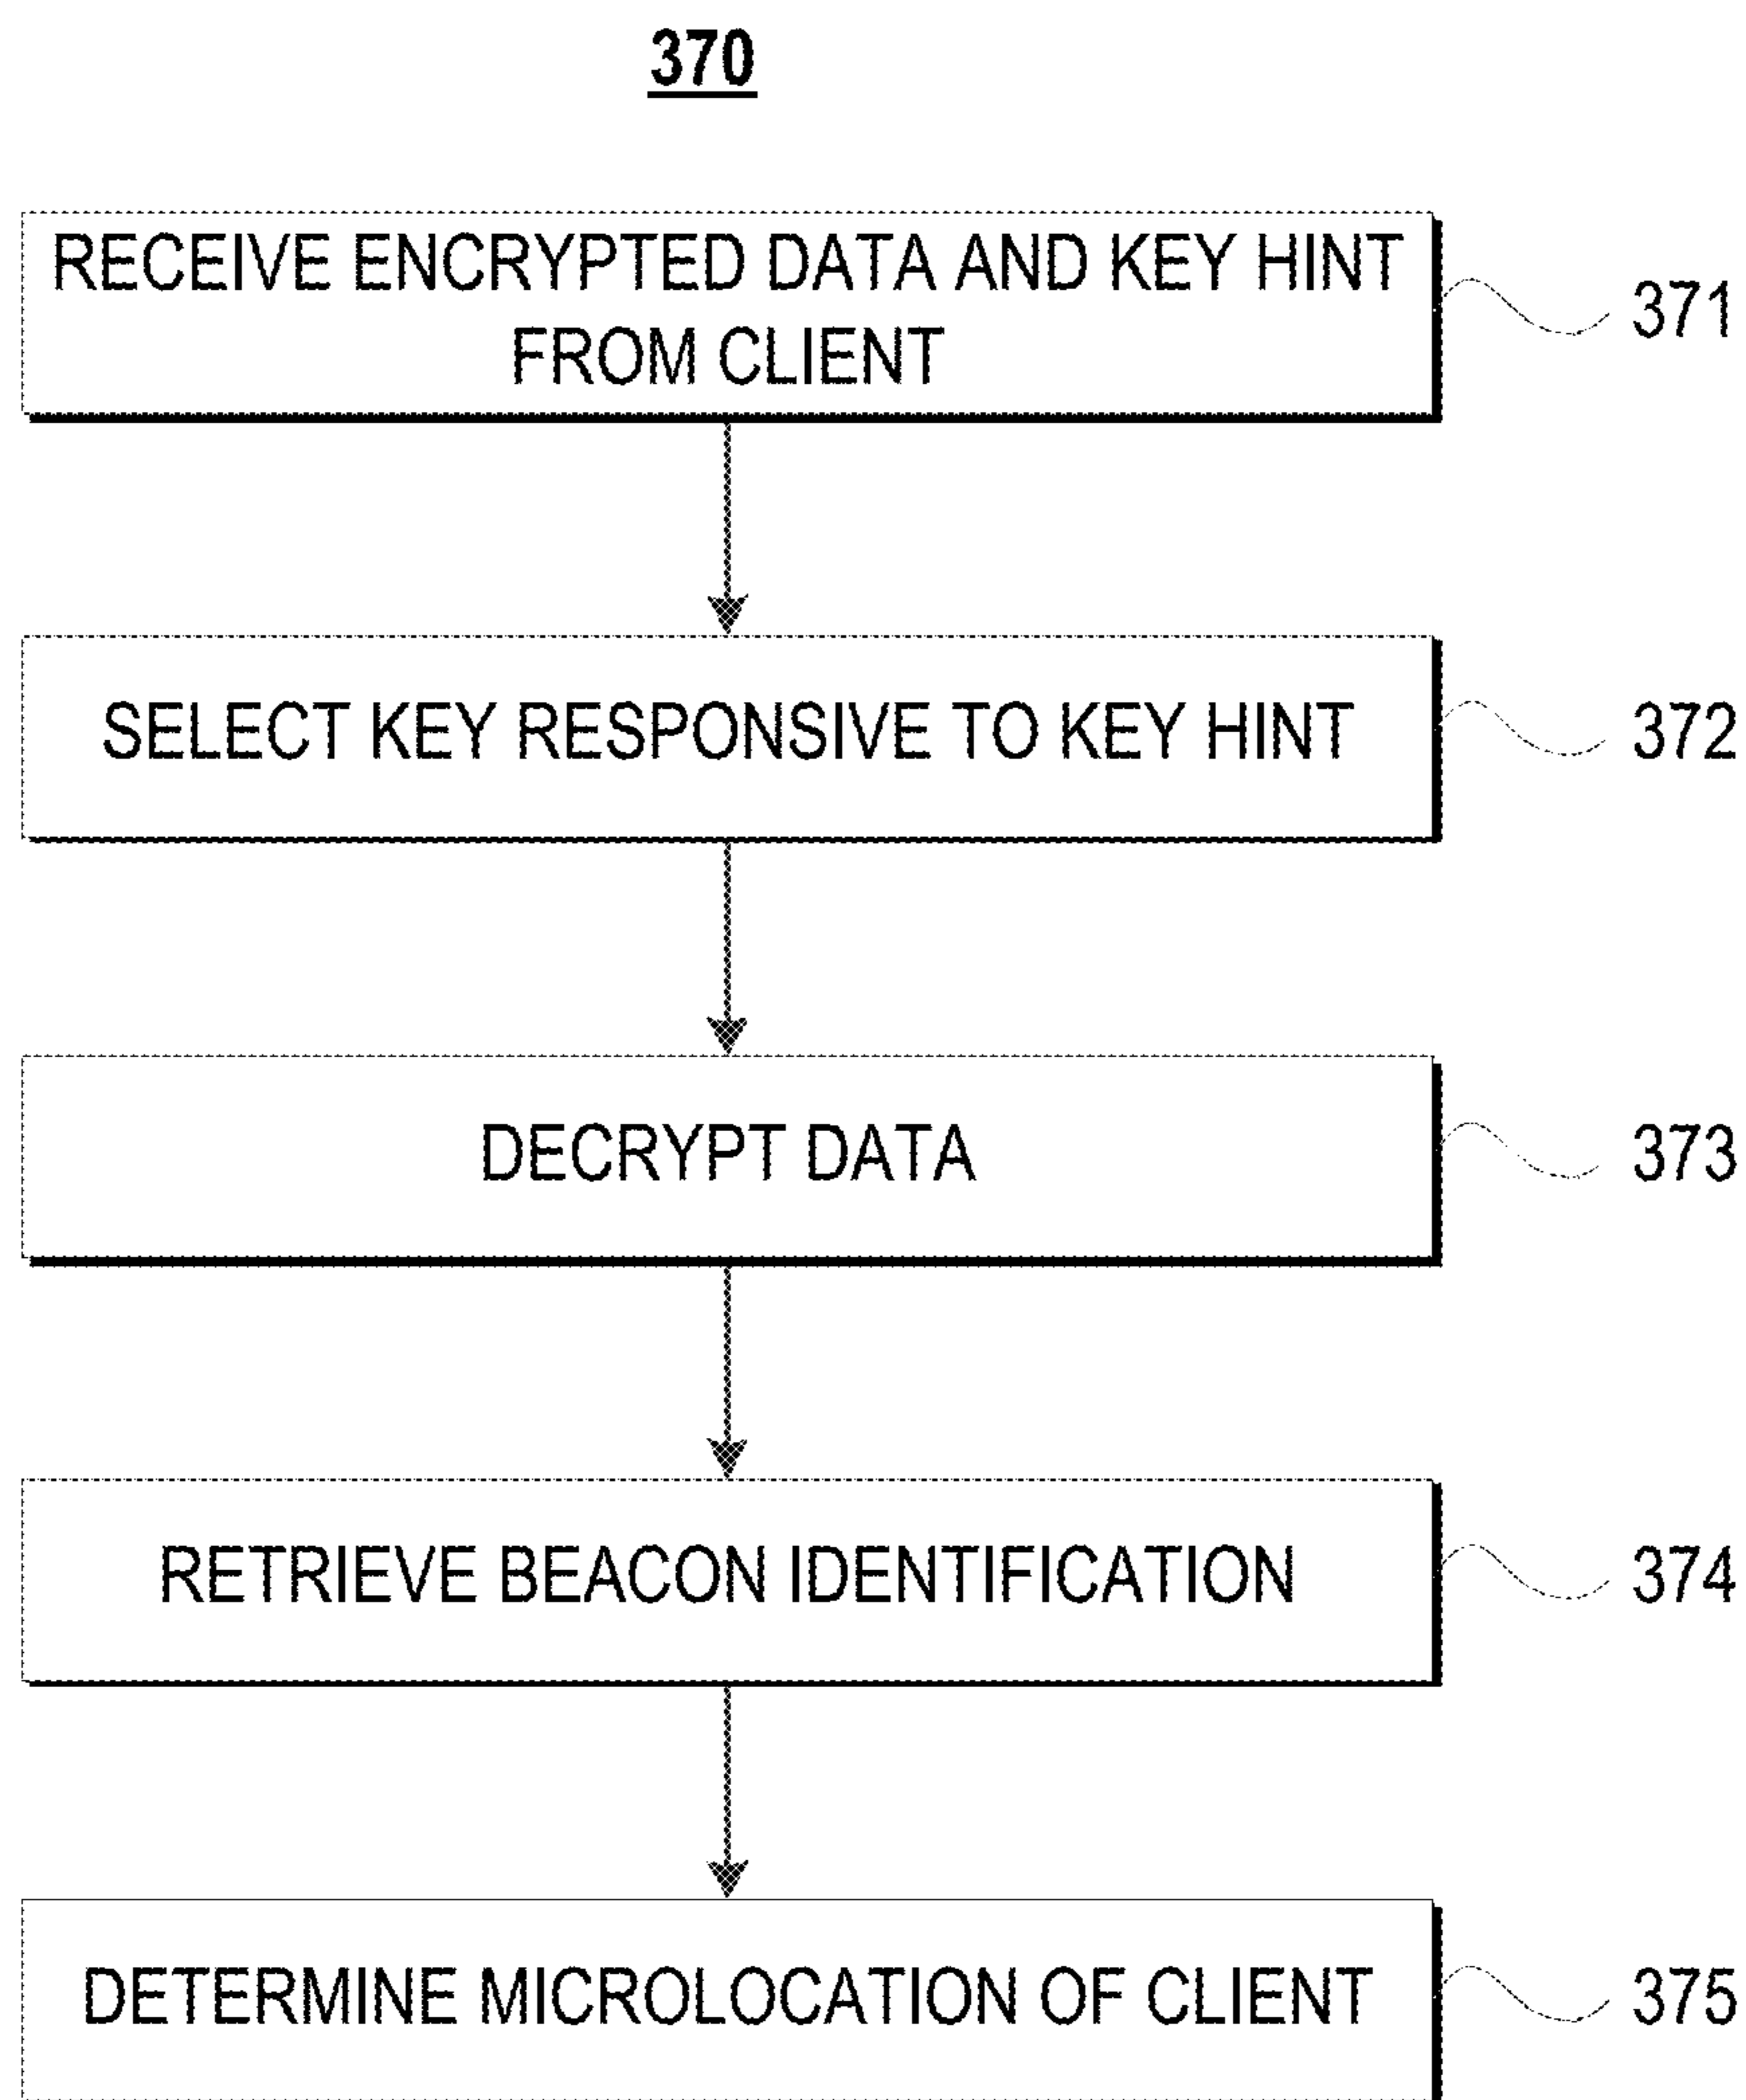 370
RECEIVE ENCRYPTED DATA AND KEY HINT
FROM CLIENT
371
SELECT KEY RESPONSIVE TO KEY HINT
372
DECRYPT DATA
373
RETRIEVE BEACON IDENTIFICATION
374
DETERMINE MICROLOCATION OF CLIENT
375